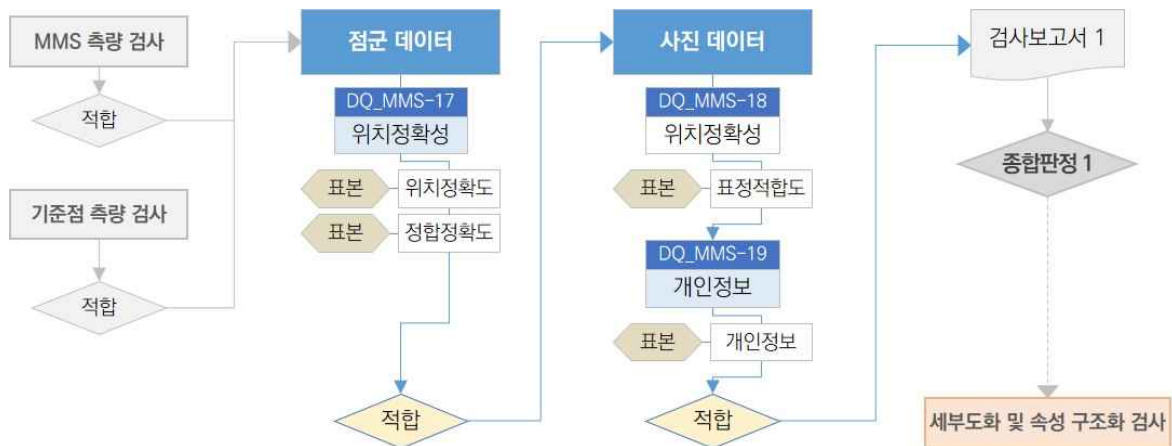 MMS 측량 검사
적합
기준점 측량 검사
적합
점군 데이터
DQ_MMS-17
위치정확성
표본
위치정확도
표본
정합정확도
적합
사진 데이터
DQ_MMS-18
위치정확성
표본
표정적합도
DQ_MMS-19
개인정보
표본
개인정보
적합
검사보고서 1
종합판정 1
세부도화 및 속성 구조화 검사